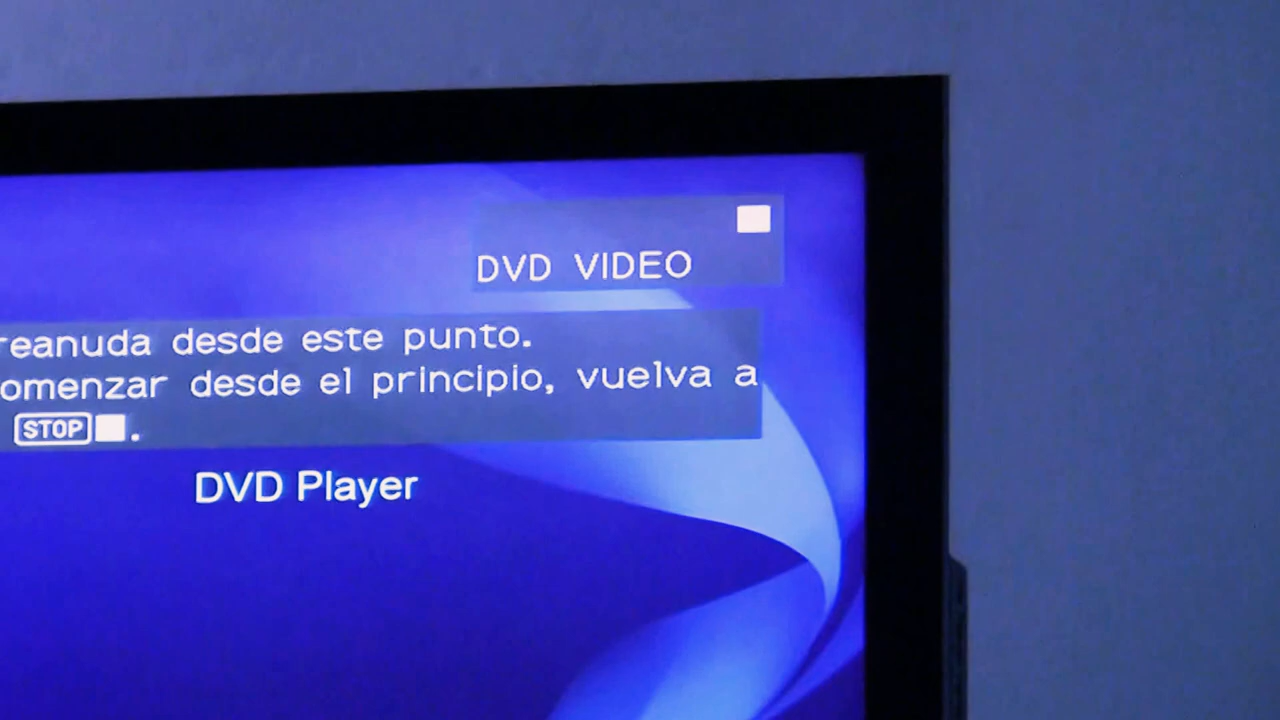 DVD VIDEO
reanuda desde este punto.
omenzar desde el principio, vuelva a
STOP ■.
DVD Player